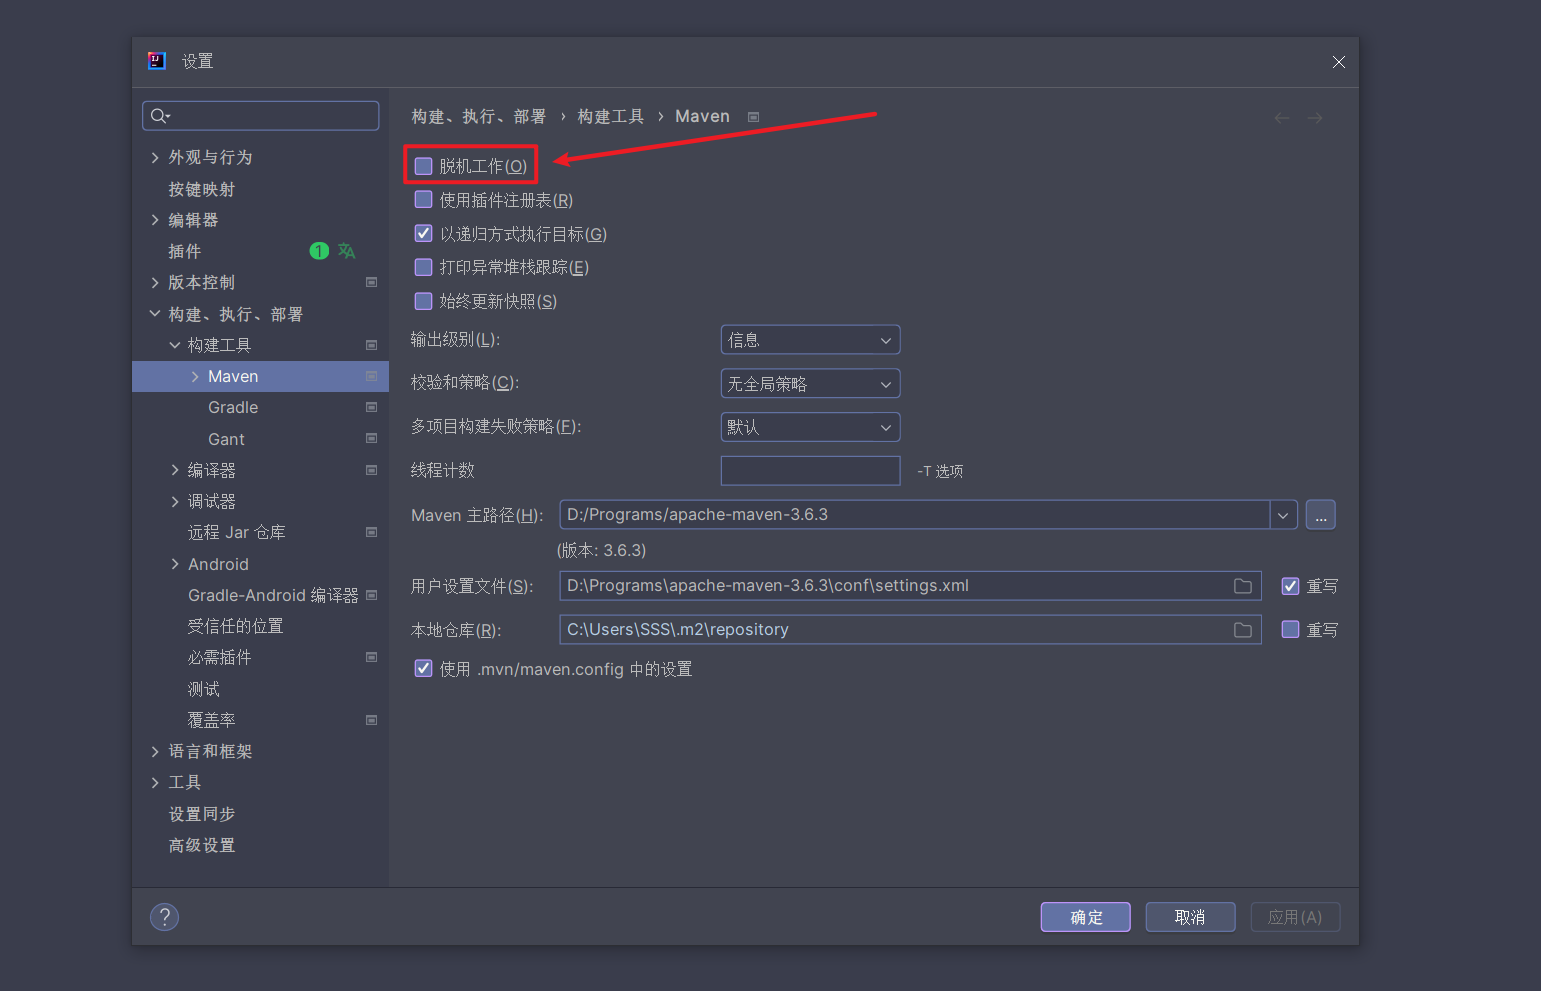 设置
外观与行为
按键映射
编辑器
插件 1
版本控制
构建、执行、部署
构建工具
Maven
Gradle
Gant
编译器
调试器
远程 Jar 仓库
Android
Gradle-Android 编译器
受信任的位置
必需插件
测试
覆盖率
语言和框架
工具
设置同步
高级设置
构建、执行、部署 › 构建工具 › Maven
脱机工作(O)
使用插件注册表(R)
以递归方式执行目标(G)
打印异常堆栈跟踪(E)
始终更新快照(S)
输出级别(L): 信息
校验和策略(C): 无全局策略
多项目构建失败策略(F): 默认
线程计数 -T 选项
Maven 主路径(H): D:/Programs/apache-maven-3.6.3 ...
(版本: 3.6.3)
用户设置文件(S): D:\Programs\apache-maven-3.6.3\conf\settings.xml 重写
本地仓库(R): C:\Users\SSS\.m2\repository 重写
使用 .mvn/maven.config 中的设置
? 确定 取消 应用(A)